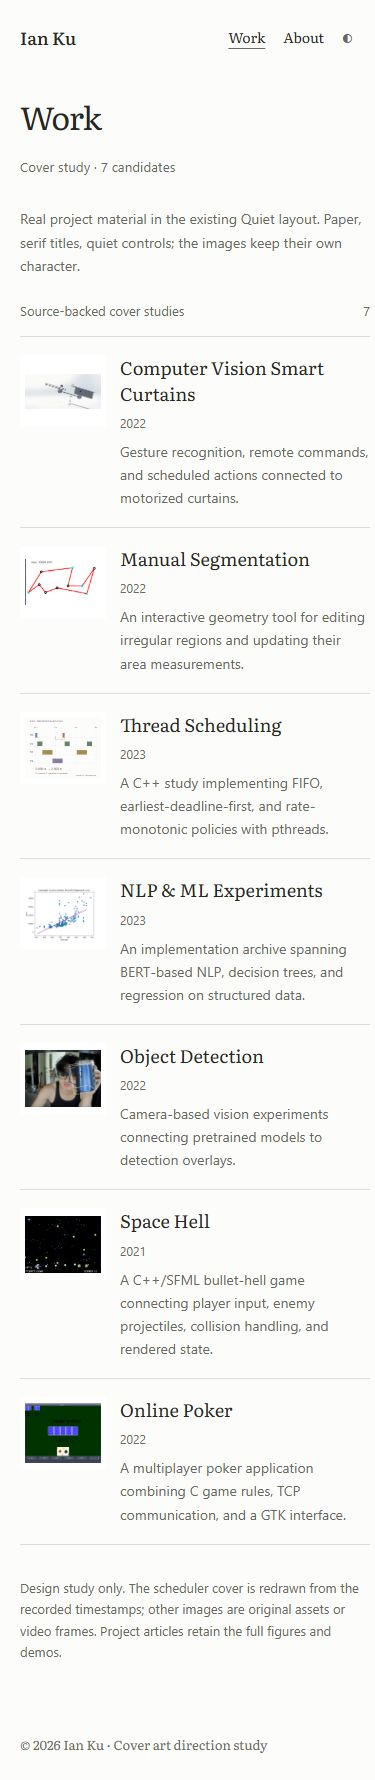 Ian Ku
Work About
Work
Cover study · 7 candidates
Real project material in the existing Quiet layout. Paper,
serif titles, quiet controls; the images keep their own
character.
Source-backed cover studies 7
Computer Vision Smart
Curtains
2022
Gesture recognition, remote commands,
and scheduled actions connected to
motorized curtains.
Manual Segmentation
2022
An interactive geometry tool for editing
irregular regions and updating their
area measurements.
Thread Scheduling
2023
A C++ study implementing FIFO,
earliest-deadline-first, and rate-
monotonic policies with pthreads.
NLP & ML Experiments
2023
An implementation archive spanning
BERT-based NLP, decision trees, and
regression on structured data.
Object Detection
2022
Camera-based vision experiments
connecting pretrained models to
detection overlays.
Space Hell
2021
A C++/SFML bullet-hell game
connecting player input, enemy
projectiles, collision handling, and
rendered state.
Online Poker
2022
A multiplayer poker application
combining C game rules, TCP
communication, and a GTK interface.
Design study only. The scheduler cover is redrawn from the
recorded timestamps; other images are original assets or
video frames. Project articles retain the full figures and
demos.
© 2026 Ian Ku · Cover art direction study